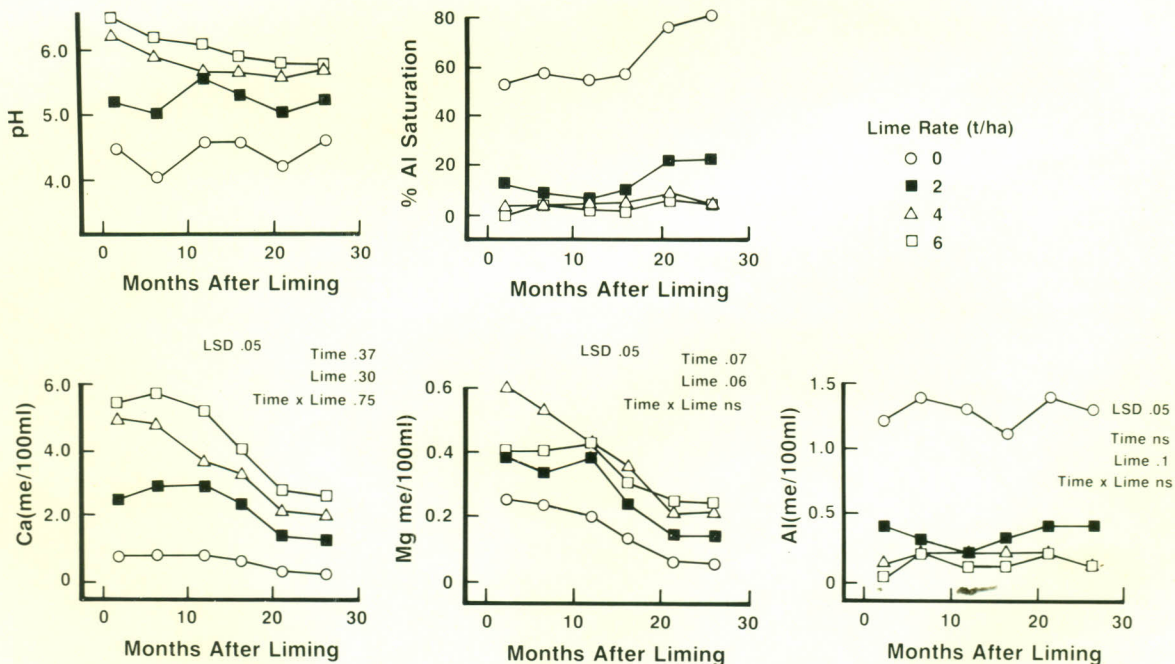 pH
6.0
5.0
4.0
0 10 20 30
Months After Liming
% Al Saturation
80
60
40
20
0
0 10 20 30
Months After Liming
Lime Rate (t/ha)
0
2
4
6
LSD .05
Time .37
Lime .30
Time x Lime .75
Ca(me/100ml)
6.0
4.0
2.0
0
0 10 20 30
Months After Liming
LSD .05
Time .07
Lime .06
Time x Lime ns
Mg me/100ml)
0.6
0.4
0.2
0
0 10 20 30
Months After Liming
Al(me/100ml)
1.5
1.0
0.5
0
LSD .05
Time ns
Lime .1
Time x Lime ns
0 10 20 30
Months After Liming